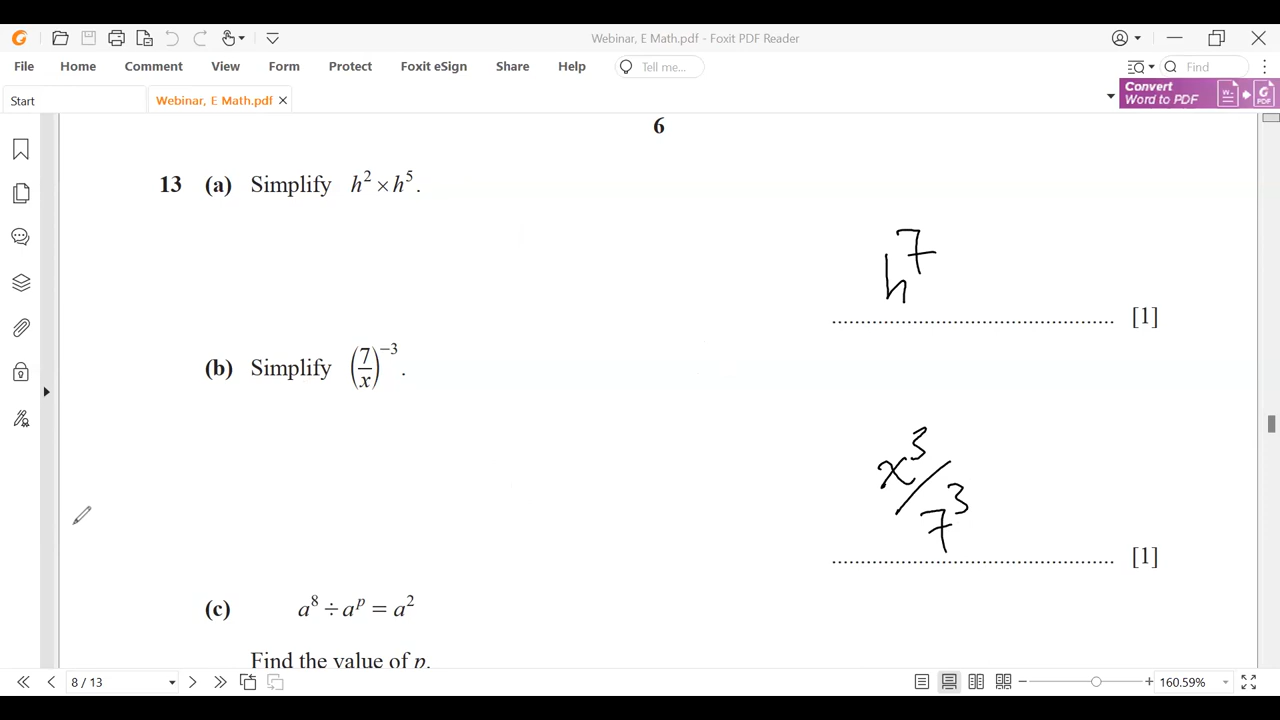 Webinar, E Math.pdf - Foxit PDF Reader
File Home Comment View Form Protect Foxit eSign Share Help Tell me... Find
Start Webinar, E Math.pdf
Convert
Word to PDF
6
13 (a) Simplify h² × h⁵.
h⁷
........................................... [1]
(b) Simplify (7/x)⁻³.
x³/7³
........................................... [1]
(c) a⁸ ÷ aᵖ = a²
Find the value of p.
8 / 13 160.59%